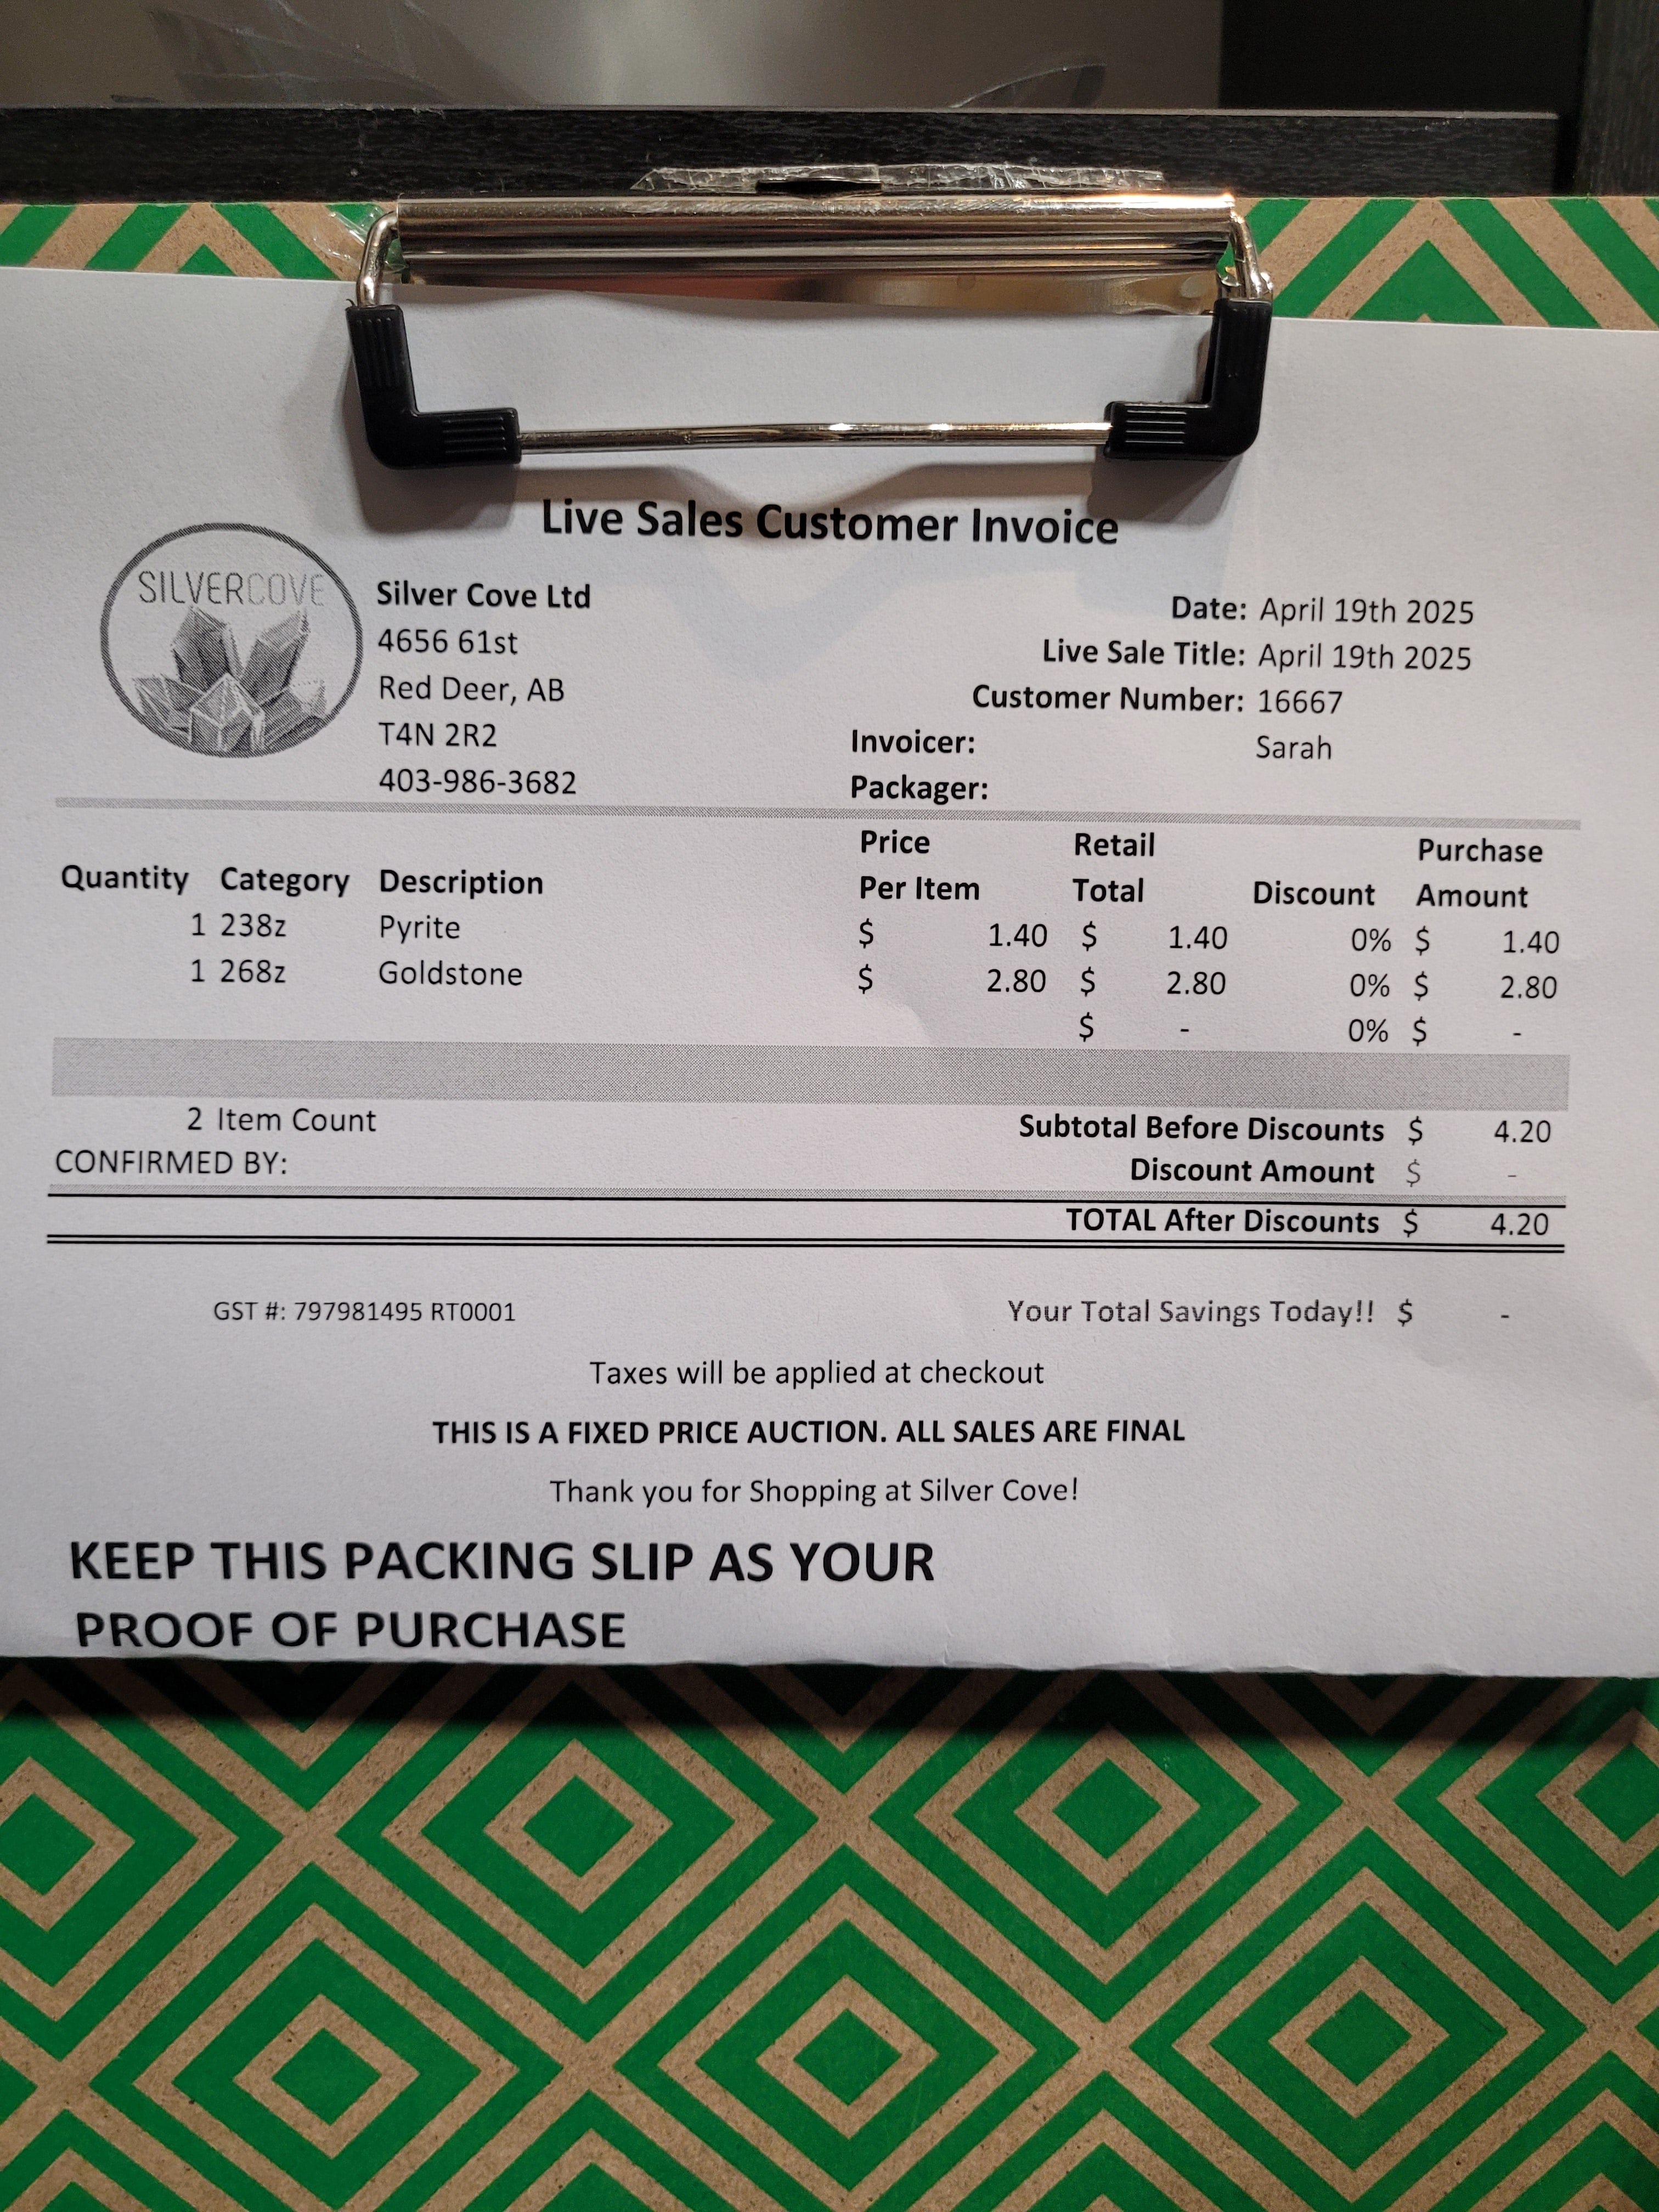 Live Sales Customer Invoice
SILVERCOVE
Silver Cove Ltd
4656 61st
Red Deer, AB
T4N 2R2
403-986-3682
Date: April 19th 2025
Live Sale Title: April 19th 2025
Customer Number: 16667
Invoicer: Sarah
Packager:
Quantity Category Description Price Per Item Retail Total Discount Purchase Amount
1 238z Pyrite $ 1.40 $ 1.40 0% $ 1.40
1 268z Goldstone $ 2.80 $ 2.80 0% $ 2.80
$ - 0% $ -
2 Item Count Subtotal Before Discounts $ 4.20
CONFIRMED BY: Discount Amount $ -
TOTAL After Discounts $ 4.20
GST #: 797981495 RT0001 Your Total Savings Today!! $ -
Taxes will be applied at checkout
THIS IS A FIXED PRICE AUCTION. ALL SALES ARE FINAL
Thank you for Shopping at Silver Cove!
KEEP THIS PACKING SLIP AS YOUR
PROOF OF PURCHASE